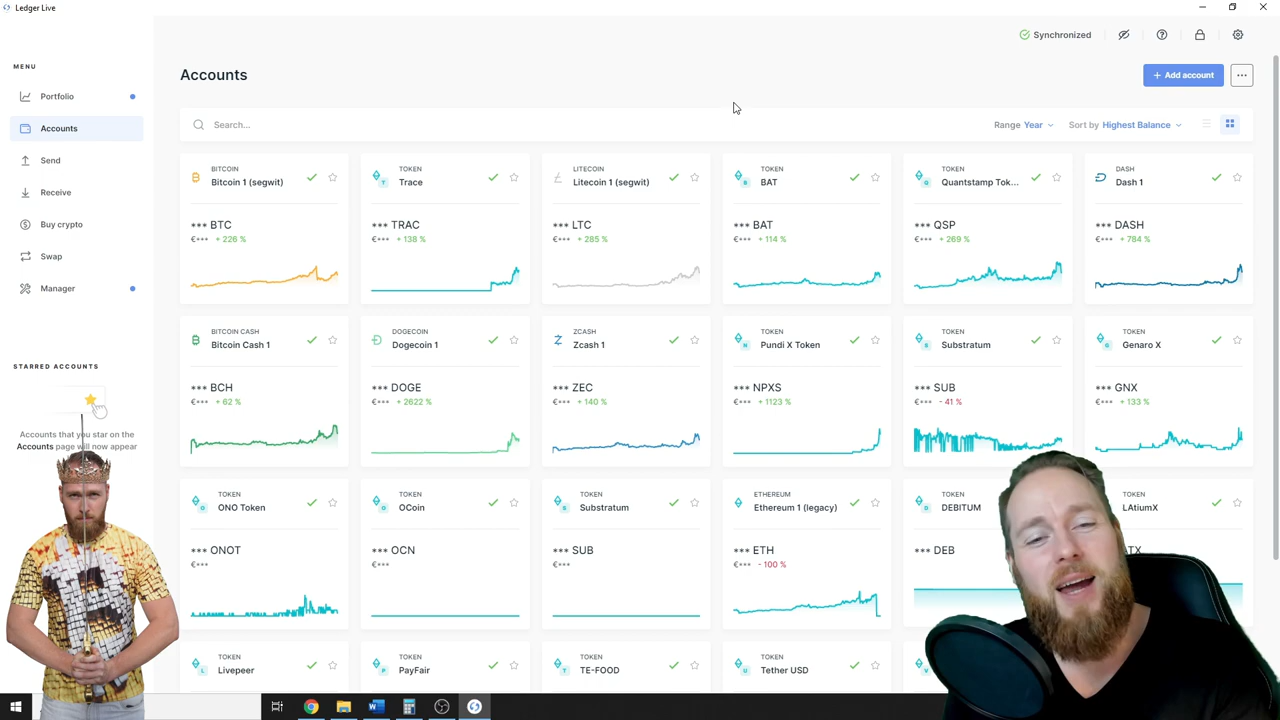 Ledger Live
Synchronized
MENU
Portfolio
Accounts
Send
Receive
Buy crypto
Swap
Manager
STARRED ACCOUNTS
Accounts that you star on the
Accounts page will now appear
Accounts
+ Add account
Search...
Range Year
Sort by Highest Balance
BITCOIN
Bitcoin 1 (segwit)
*** BTC
€*** + 226 %
TOKEN
Trace
*** TRAC
€*** + 138 %
LITECOIN
Litecoin 1 (segwit)
*** LTC
€*** + 285 %
TOKEN
BAT
*** BAT
€*** + 114 %
TOKEN
Quantstamp Tok...
*** QSP
€*** + 269 %
DASH
Dash 1
*** DASH
€*** + 784 %
BITCOIN CASH
Bitcoin Cash 1
*** BCH
€*** + 62 %
DOGECOIN
Dogecoin 1
*** DOGE
€*** + 2622 %
ZCASH
Zcash 1
*** ZEC
€*** + 140 %
TOKEN
Pundi X Token
*** NPXS
€*** + 1123 %
TOKEN
Substratum
*** SUB
€*** - 41 %
TOKEN
Genaro X
*** GNX
€*** + 133 %
TOKEN
ONO Token
*** ONOT
€***
TOKEN
OCoin
*** OCN
€***
TOKEN
Substratum
*** SUB
€***
ETHEREUM
Ethereum 1 (legacy)
*** ETH
€*** - 100 %
TOKEN
DEBITUM
*** DEB
€***
TOKEN
LAtiumX
TOKEN
Livepeer
TOKEN
PayFair
TOKEN
TE-FOOD
TOKEN
Tether USD